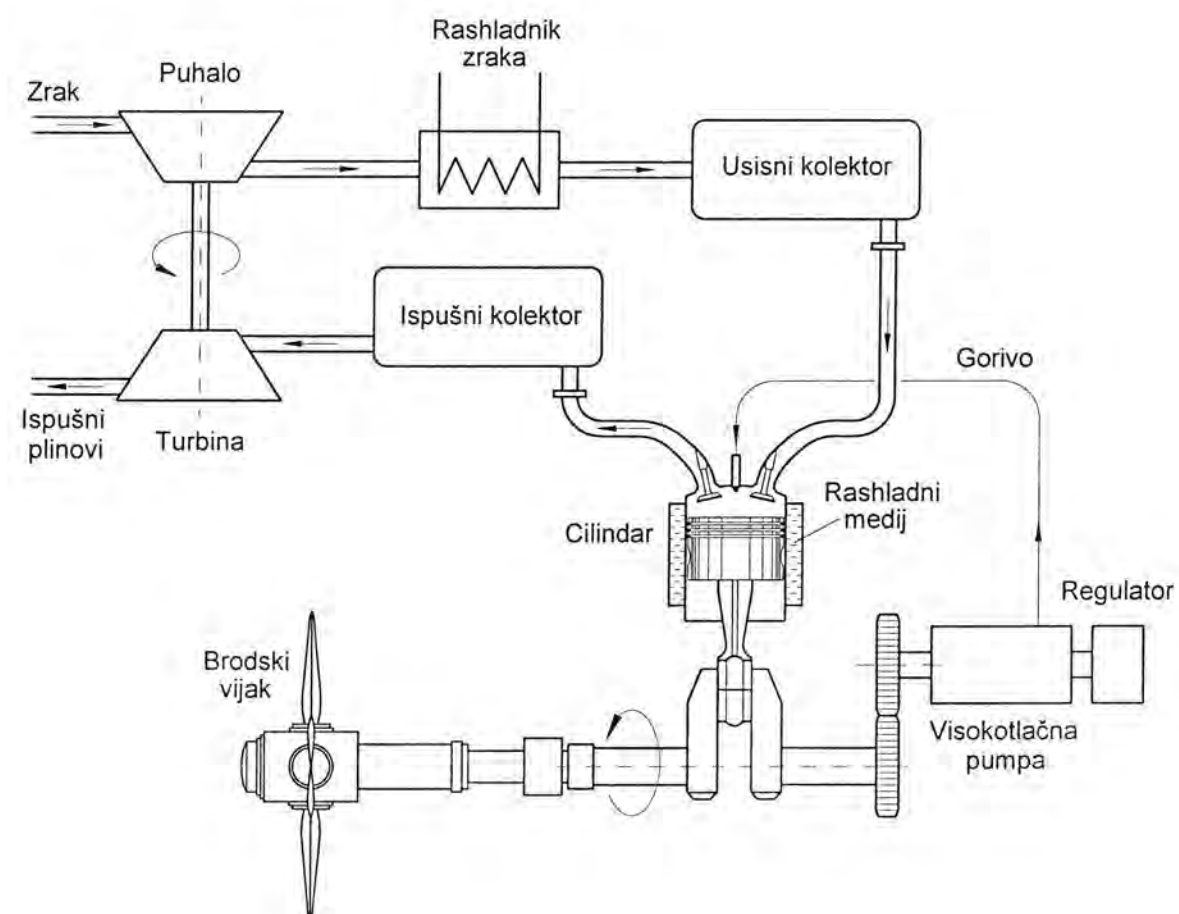 Rashladnik
zraka
Puhalo
Zrak
Usisni kolektor
Ispušni kolektor
Gorivo
Ispušni
plinovi
Turbina
Cilindar
Rashladni
medij
Regulator
Brodski
vijak
Visokotlačna
pumpa